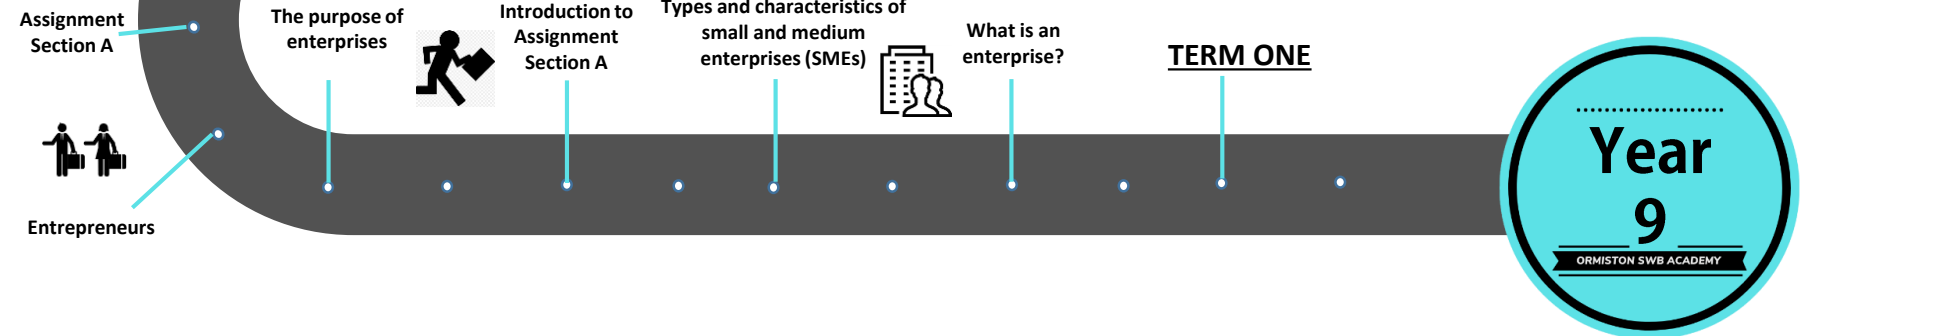 Assignment
Section A
The purpose of
enterprises
Introduction to
Assignment
Section A
Types and characteristics of
small and medium
enterprises (SMEs)
What is an
enterprise?
TERM ONE
Year
9
ORMISTON SWB ACADEMY
Entrepreneurs